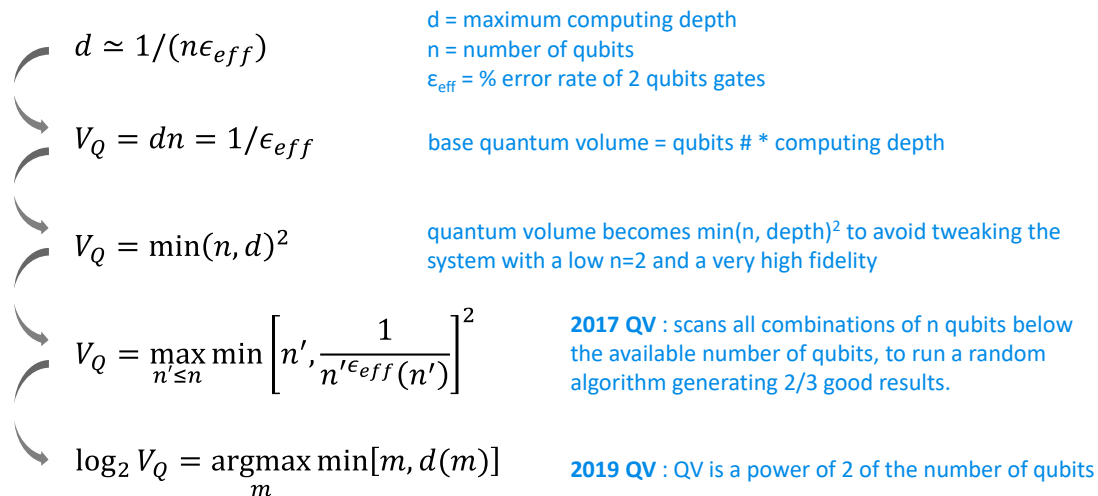 d ≃ 1/(nϵ_eff)
d = maximum computing depth
n = number of qubits
ε_eff = % error rate of 2 qubits gates
V_Q = dn = 1/ϵ_eff
base quantum volume = qubits # * computing depth
V_Q = min(n, d)²
quantum volume becomes min(n, depth)² to avoid tweaking the
system with a low n=2 and a very high fidelity
V_Q = max_{n'≤n} min [n', 1/(n'^{ϵ_eff}(n'))]²
2017 QV : scans all combinations of n qubits below
the available number of qubits, to run a random
algorithm generating 2/3 good results.
log₂ V_Q = argmax_m min[m, d(m)]
2019 QV : QV is a power of 2 of the number of qubits